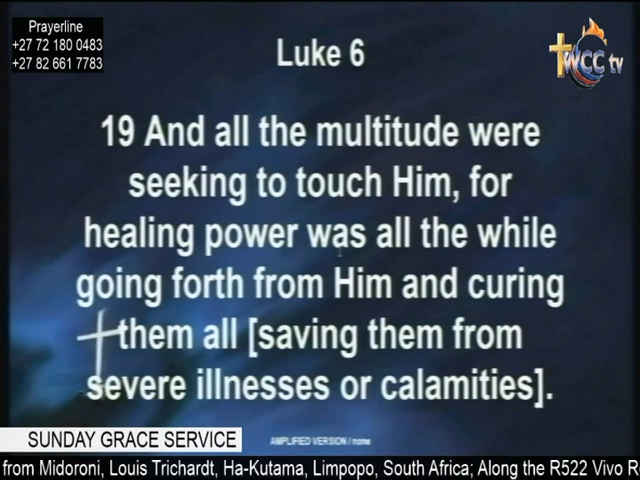 Prayerline
+27 72 180 0483
+27 82 661 7783
WCC tv
Luke 6
19 And all the multitude were
seeking to touch Him, for
healing power was all the while
going forth from Him and curing
them all [saving them from
severe illnesses or calamities].
SUNDAY GRACE SERVICE
AMPLIFIED VERSION / none
from Midoroni, Louis Trichardt, Ha-Kutama, Limpopo, South Africa; Along the R522 Vivo R